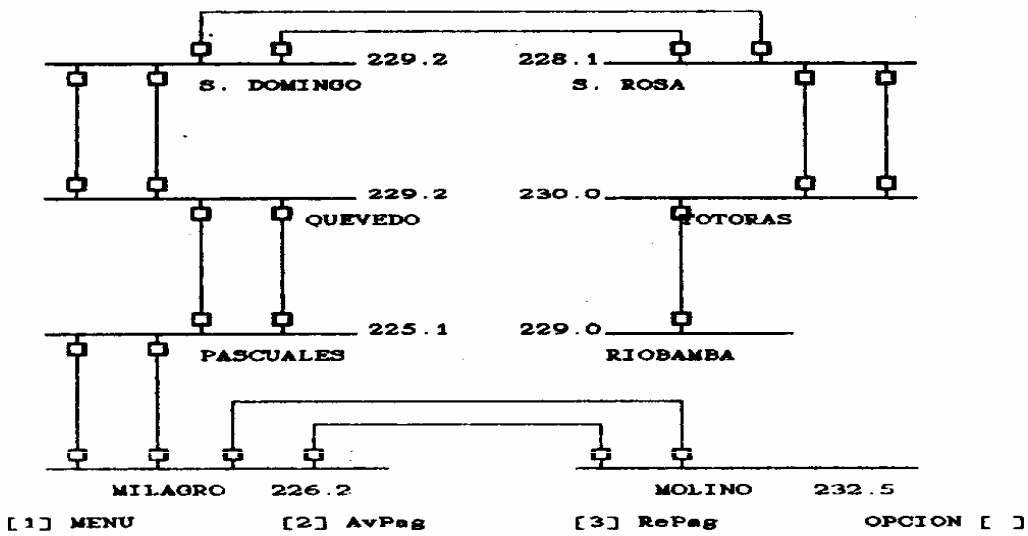 229.2 228.1
S. DOMINGO S. ROSA
229.2 230.0
QUEVEDO TOTORAS
225.1 229.0
PASCUALES RIOBAMBA
MILAGRO 226.2 MOLINO 232.5
[1] MENU [2] AvPag [3] RePag OPCION [ ]